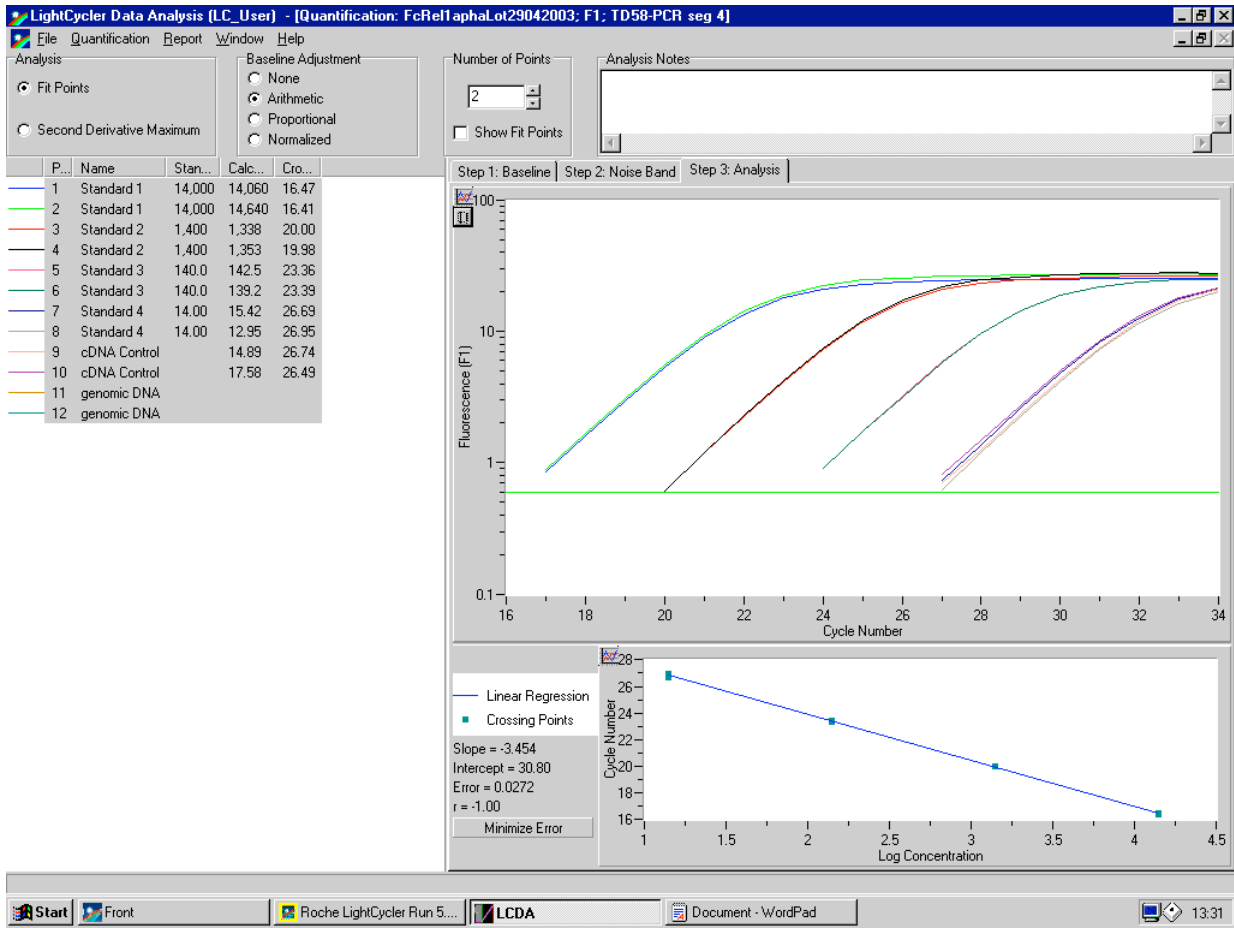 LightCycler Data Analysis (LC_User) - [Quantification: FcRel1aphaLot29042003; F1; TD58-PCR seg 4]
File Quantification Report Window Help
Analysis
Fit Points
Second Derivative Maximum
Baseline Adjustment
None
Arithmetic
Proportional
Normalized
Number of Points
2
Show Fit Points
Analysis Notes
P... Name Stan... Calc... Cro...
1 Standard 1 14,000 14,060 16.47
2 Standard 1 14,000 14,640 16.41
3 Standard 2 1,400 1,338 20.00
4 Standard 2 1,400 1,353 19.98
5 Standard 3 140.0 142.5 23.36
6 Standard 3 140.0 139.2 23.39
7 Standard 4 14.00 15.42 26.69
8 Standard 4 14.00 12.95 26.95
9 cDNA Control 14.89 26.74
10 cDNA Control 17.58 26.49
11 genomic DNA
12 genomic DNA
Step 1: Baseline Step 2: Noise Band Step 3: Analysis
100
10
1
0.1
Fluorescence (F1)
16 18 20 22 24 26 28 30 32 34
Cycle Number
Linear Regression
Crossing Points
Slope = -3.454
Intercept = 30.80
Error = 0.0272
r = -1.00
Minimize Error
28
26
24
22
20
18
16
Cycle Number
1 1.5 2 2.5 3 3.5 4 4.5
Log Concentration
Start Front Roche LightCycler Run 5.... LCDA Document - WordPad 13:31